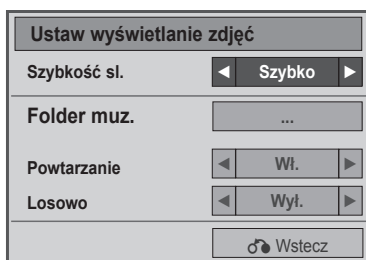 Ustaw wyświetlanie zdjęć
Szybkość sl. ◀ Szybko ▶
Folder muz. ...
Powtarzanie ◀ Wł. ▶
Losowo ◀ Wył. ▶
Wstecz